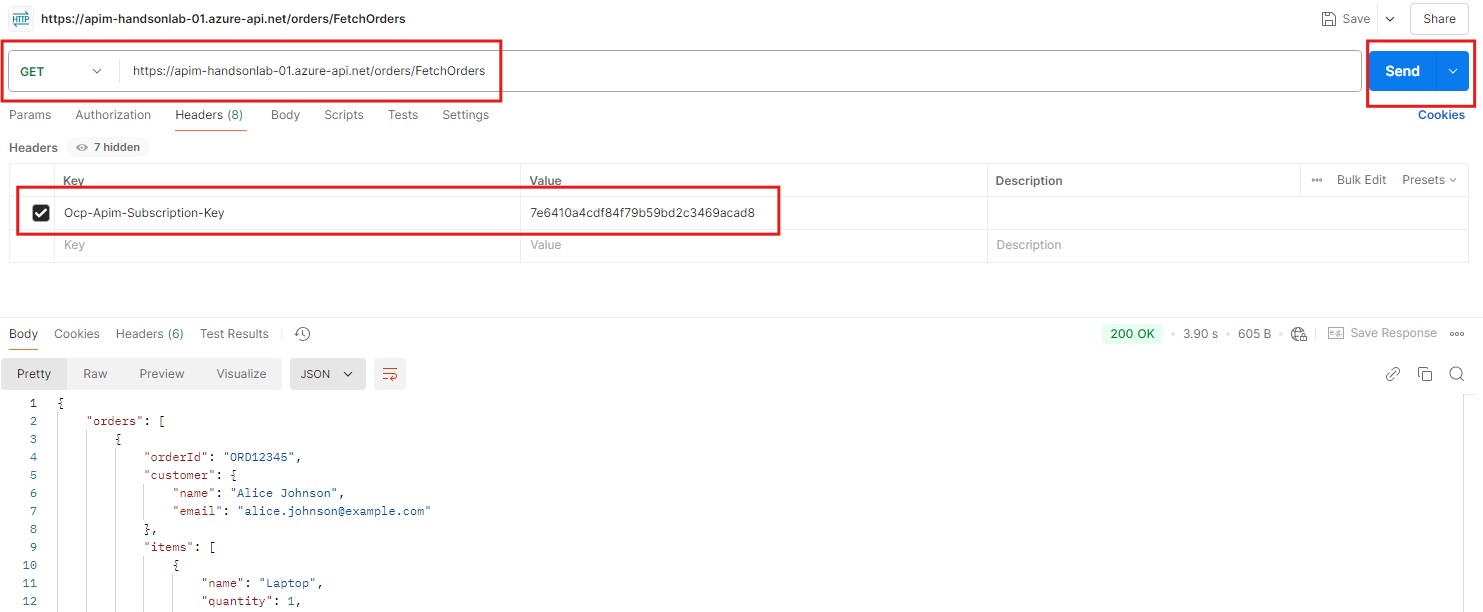 HTTP https://apim-handsonlab-01.azure-api.net/orders/FetchOrders Save Share
GET https://apim-handsonlab-01.azure-api.net/orders/FetchOrders Send
Params Authorization Headers (8) Body Scripts Tests Settings Cookies
Headers 7 hidden
Key Value Description Bulk Edit Presets
Ocp-Apim-Subscription-Key 7e6410a4cdf84f79b59bd2c3469acad8
Key Value Description
Body Cookies Headers (6) Test Results 200 OK 3.90 s 605 B Save Response
Pretty Raw Preview Visualize JSON
1 {
2 "orders": [
3 {
4 "orderId": "ORD12345",
5 "customer": {
6 "name": "Alice Johnson",
7 "email": "alice.johnson@example.com"
8 },
9 "items": [
10 {
11 "name": "Laptop",
12 "quantity": 1,